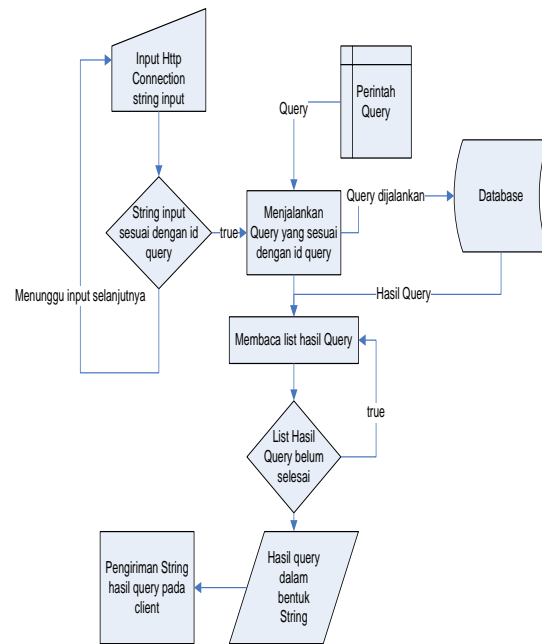 Input Http
Connection
string input
Perintah
Query
Query
String input
sesuai dengan id
query
true
Menjalankan
Query yang sesuai
dengan id query
Query dijalankan
Database
Menunggu input selanjutnya
Hasil Query
Membaca list hasil Query
true
List Hasil
Query belum
selesai
Pengiriman String
hasil query pada
client
Hasil query
dalam
bentuk
String